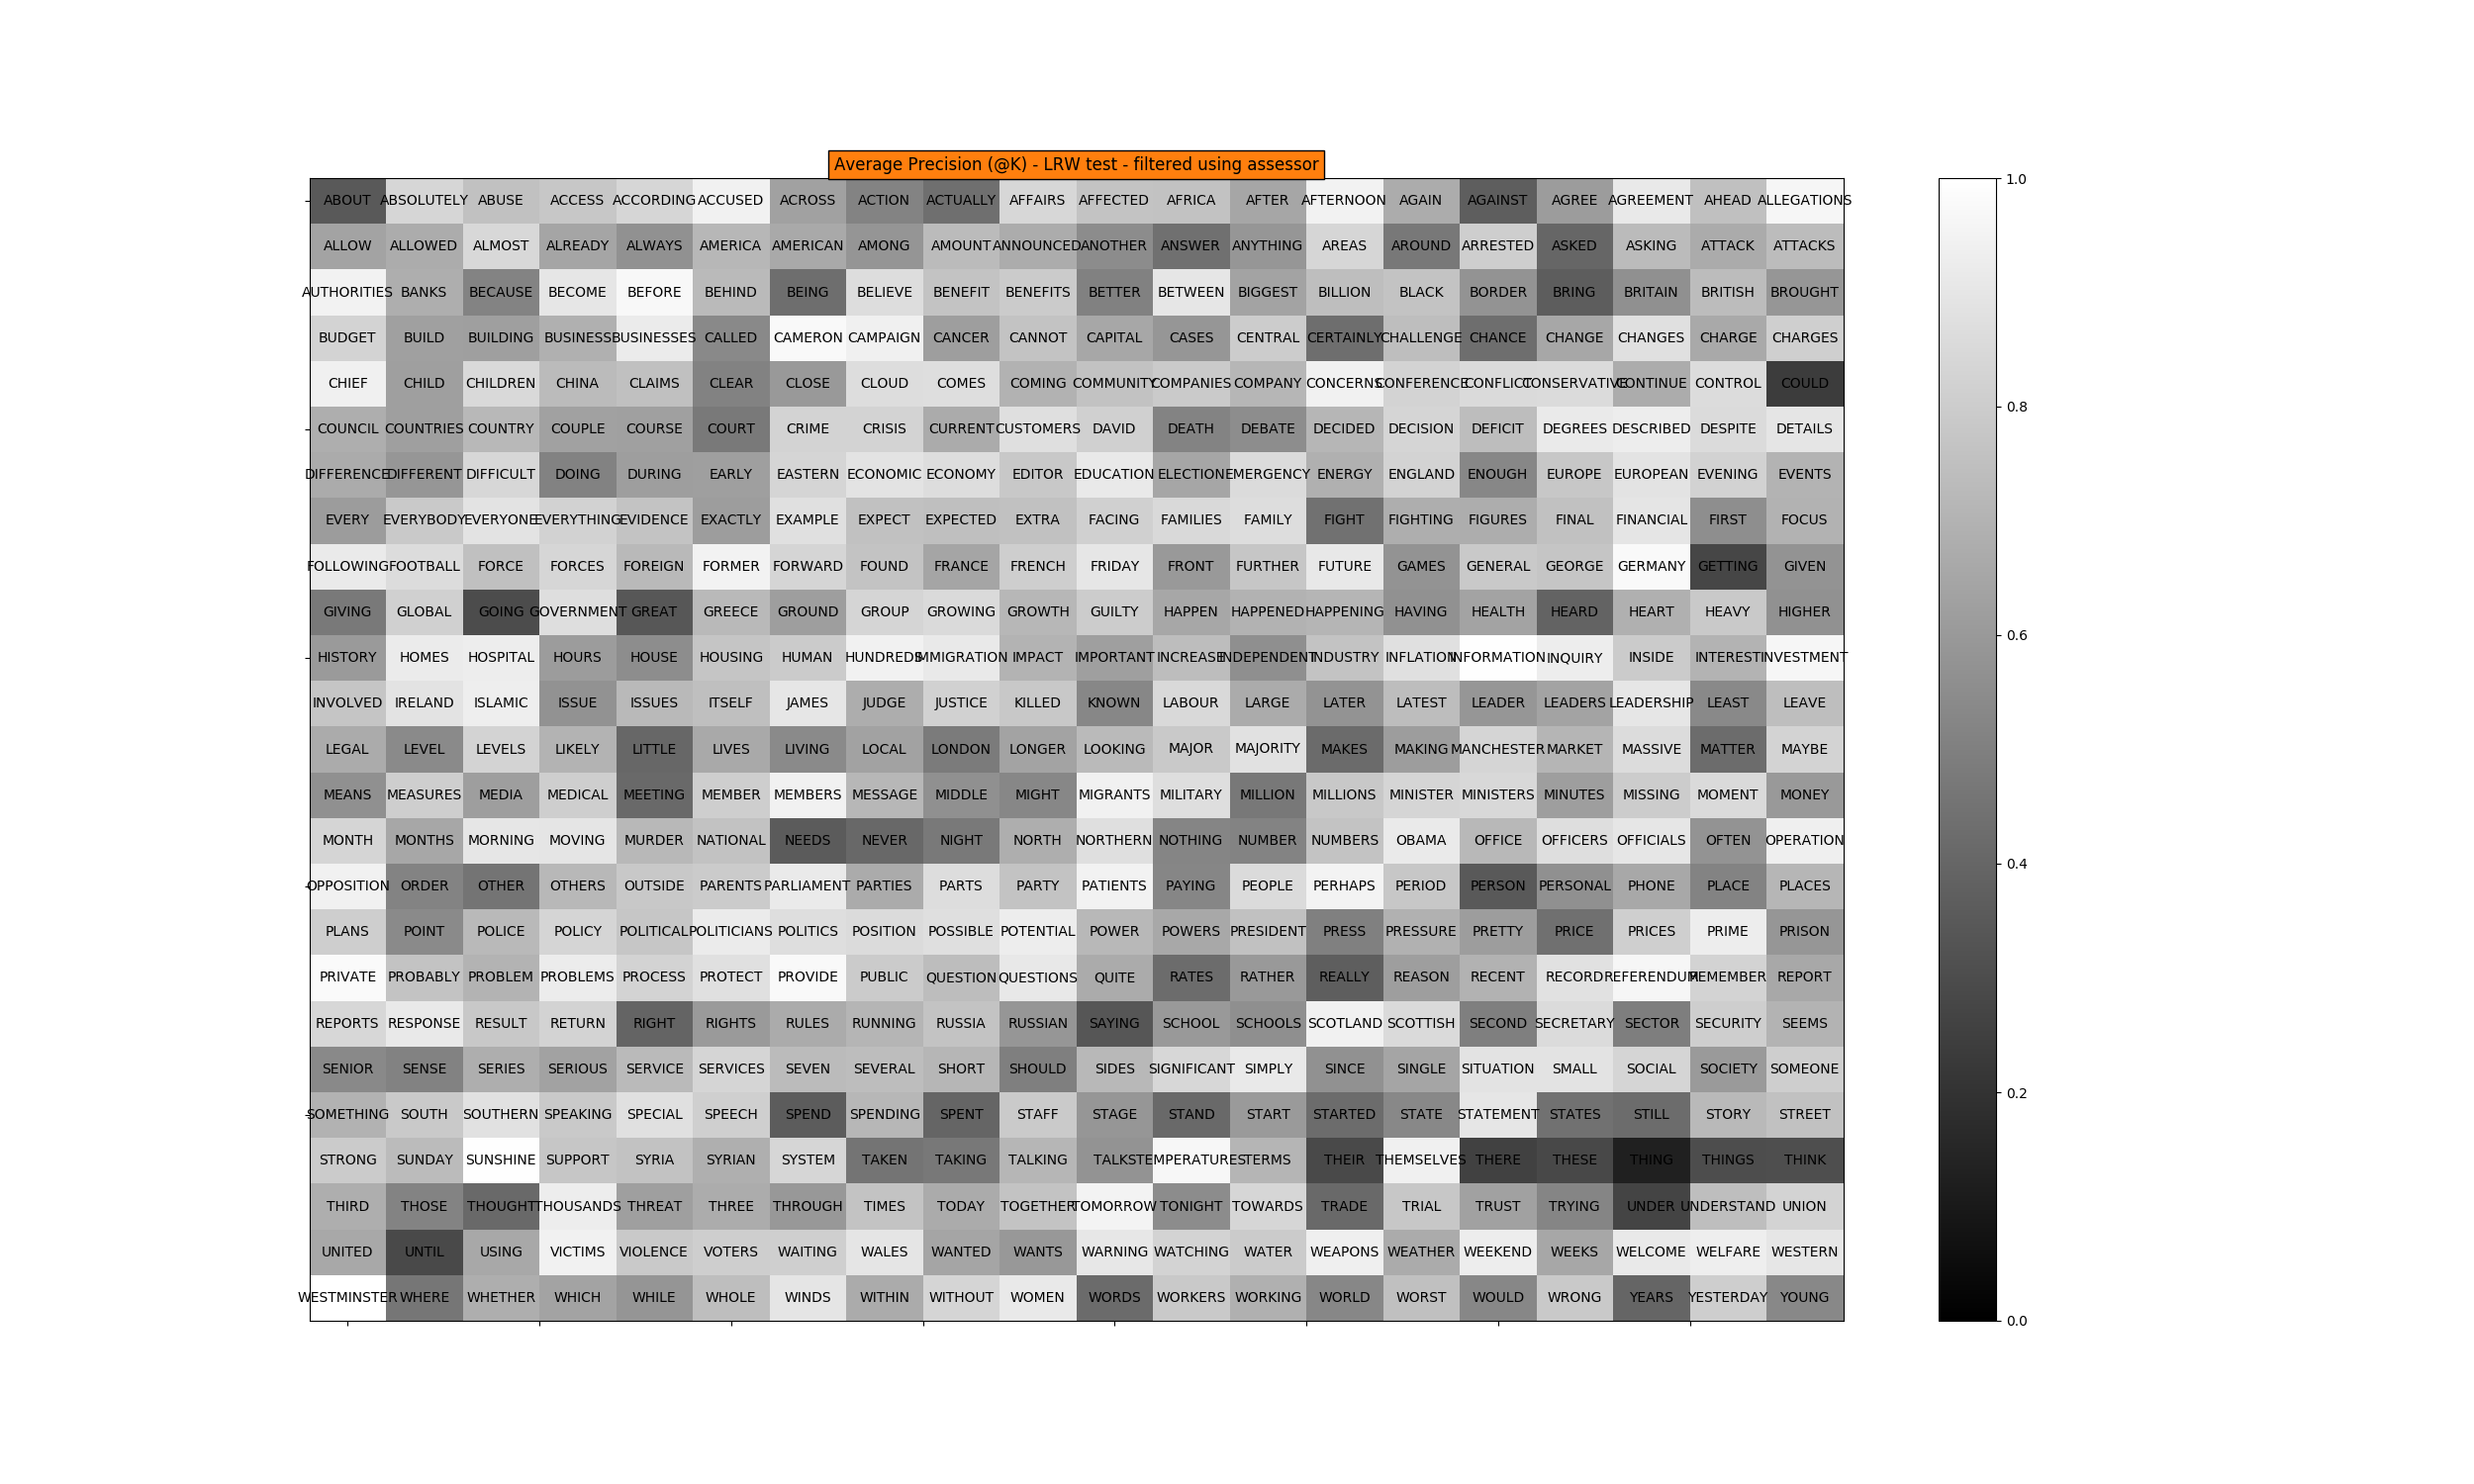 Average Precision (@K) - LRW test - filtered using assessor
ABOUT ABSOLUTELY ABUSE ACCESS ACCORDING ACCUSED ACROSS ACTION ACTUALLY AFFAIRS AFFECTED AFRICA AFTER AFTERNOON AGAIN AGAINST AGREE AGREEMENT AHEAD ALLEGATIONS 1.0
ALLOW ALLOWED ALMOST ALREADY ALWAYS AMERICA AMERICAN AMONG AMOUNT ANNOUNCED ANOTHER ANSWER ANYTHING AREAS AROUND ARRESTED ASKED ASKING ATTACK ATTACKS
AUTHORITIES BANKS BECAUSE BECOME BEFORE BEHIND BEING BELIEVE BENEFIT BENEFITS BETTER BETWEEN BIGGEST BILLION BLACK BORDER BRING BRITAIN BRITISH BROUGHT
BUDGET BUILD BUILDING BUSINESS BUSINESSES CALLED CAMERON CAMPAIGN CANCER CANNOT CAPITAL CASES CENTRAL CERTAINLY CHALLENGE CHANCE CHANGE CHANGES CHARGE CHARGES
CHIEF CHILD CHILDREN CHINA CLAIMS CLEAR CLOSE CLOUD COMES COMING COMMUNITY COMPANIES COMPANY CONCERNS CONFERENCE CONFLICT CONSERVATIVE CONTINUE CONTROL COULD 0.8
COUNCIL COUNTRIES COUNTRY COUPLE COURSE COURT CRIME CRISIS CURRENT CUSTOMERS DAVID DEATH DEBATE DECIDED DECISION DEFICIT DEGREES DESCRIBED DESPITE DETAILS
DIFFERENCE DIFFERENT DIFFICULT DOING DURING EARLY EASTERN ECONOMIC ECONOMY EDITOR EDUCATION ELECTION EMERGENCY ENERGY ENGLAND ENOUGH EUROPE EUROPEAN EVENING EVENTS
EVERY EVERYBODY EVERYONE EVERYTHING EVIDENCE EXACTLY EXAMPLE EXPECT EXPECTED EXTRA FACING FAMILIES FAMILY FIGHT FIGHTING FIGURES FINAL FINANCIAL FIRST FOCUS
FOLLOWING FOOTBALL FORCE FORCES FOREIGN FORMER FORWARD FOUND FRANCE FRENCH FRIDAY FRONT FURTHER FUTURE GAMES GENERAL GEORGE GERMANY GETTING GIVEN
GIVING GLOBAL GOING GOVERNMENT GREAT GREECE GROUND GROUP GROWING GROWTH GUILTY HAPPEN HAPPENED HAPPENING HAVING HEALTH HEARD HEART HEAVY HIGHER 0.6
HISTORY HOMES HOSPITAL HOURS HOUSE HOUSING HUMAN HUNDREDS IMMIGRATION IMPACT IMPORTANT INCREASE INDEPENDENT INDUSTRY INFLATION INFORMATION INQUIRY INSIDE INTEREST INVESTMENT
INVOLVED IRELAND ISLAMIC ISSUE ISSUES ITSELF JAMES JUDGE JUSTICE KILLED KNOWN LABOUR LARGE LATER LATEST LEADER LEADERS LEADERSHIP LEAST LEAVE
LEGAL LEVEL LEVELS LIKELY LITTLE LIVES LIVING LOCAL LONDON LONGER LOOKING MAJOR MAJORITY MAKES MAKING MANCHESTER MARKET MASSIVE MATTER MAYBE
MEANS MEASURES MEDIA MEDICAL MEETING MEMBER MEMBERS MESSAGE MIDDLE MIGHT MIGRANTS MILITARY MILLION MILLIONS MINISTER MINISTERS MINUTES MISSING MOMENT MONEY
MONTH MONTHS MORNING MOVING MURDER NATIONAL NEEDS NEVER NIGHT NORTH NORTHERN NOTHING NUMBER NUMBERS OBAMA OFFICE OFFICERS OFFICIALS OFTEN OPERATION 0.4
OPPOSITION ORDER OTHER OTHERS OUTSIDE PARENTS PARLIAMENT PARTIES PARTS PARTY PATIENTS PAYING PEOPLE PERHAPS PERIOD PERSON PERSONAL PHONE PLACE PLACES
PLANS POINT POLICE POLICY POLITICAL POLITICIANS POLITICS POSITION POSSIBLE POTENTIAL POWER POWERS PRESIDENT PRESS PRESSURE PRETTY PRICE PRICES PRIME PRISON
PRIVATE PROBABLY PROBLEM PROBLEMS PROCESS PROTECT PROVIDE PUBLIC QUESTION QUESTIONS QUITE RATES RATHER REALLY REASON RECENT RECORD REFERENDUM REMEMBER REPORT
REPORTS RESPONSE RESULT RETURN RIGHT RIGHTS RULES RUNNING RUSSIA RUSSIAN SAYING SCHOOL SCHOOLS SCOTLAND SCOTTISH SECOND SECRETARY SECTOR SECURITY SEEMS
SENIOR SENSE SERIES SERIOUS SERVICE SERVICES SEVEN SEVERAL SHORT SHOULD SIDES SIGNIFICANT SIMPLY SINCE SINGLE SITUATION SMALL SOCIAL SOCIETY SOMEONE 0.2
SOMETHING SOUTH SOUTHERN SPEAKING SPECIAL SPEECH SPEND SPENDING SPENT STAFF STAGE STAND START STARTED STATE STATEMENT STATES STILL STORY STREET
STRONG SUNDAY SUNSHINE SUPPORT SYRIA SYRIAN SYSTEM TAKEN TAKING TALKING TALKS TEMPERATURES TERMS THEIR THEMSELVES THERE THESE THING THINGS THINK
THIRD THOSE THOUGHT THOUSANDS THREAT THREE THROUGH TIMES TODAY TOGETHER TOMORROW TONIGHT TOWARDS TRADE TRIAL TRUST TRYING UNDER UNDERSTAND UNION
UNITED UNTIL USING VICTIMS VIOLENCE VOTERS WAITING WALES WANTED WANTS WARNING WATCHING WATER WEAPONS WEATHER WEEKEND WEEKS WELCOME WELFARE WESTERN
WESTMINSTER WHERE WHETHER WHICH WHILE WHOLE WINDS WITHIN WITHOUT WOMEN WORDS WORKERS WORKING WORLD WORST WOULD WRONG YEARS YESTERDAY YOUNG 0.0